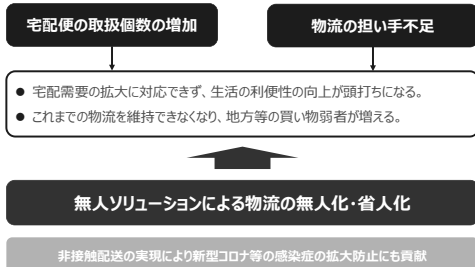 宅配便の取扱個数の増加
物流の担い手不足
● 宅配需要の拡大に対応できず、生活の利便性の向上が頭打ちになる。
● これまでの物流を維持できなくなり、地方等の買い物弱者が増える。
無人ソリューションによる物流の無人化・省人化
非接触配送の実現により新型コロナ等の感染症の拡大防止にも貢献